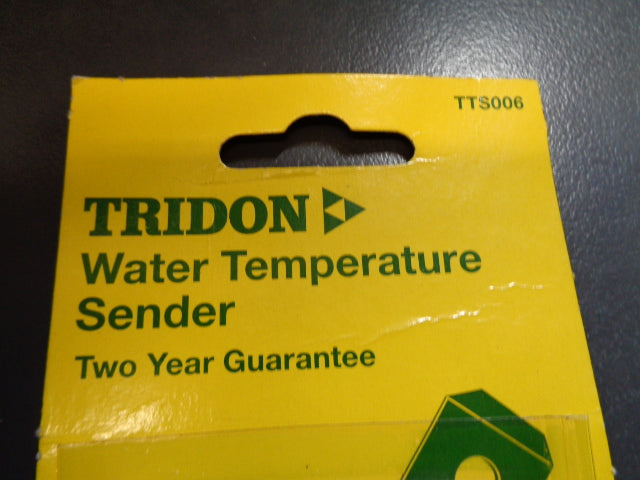 TTS006
TRIDON
Water Temperature
Sender
Two Year Guarantee